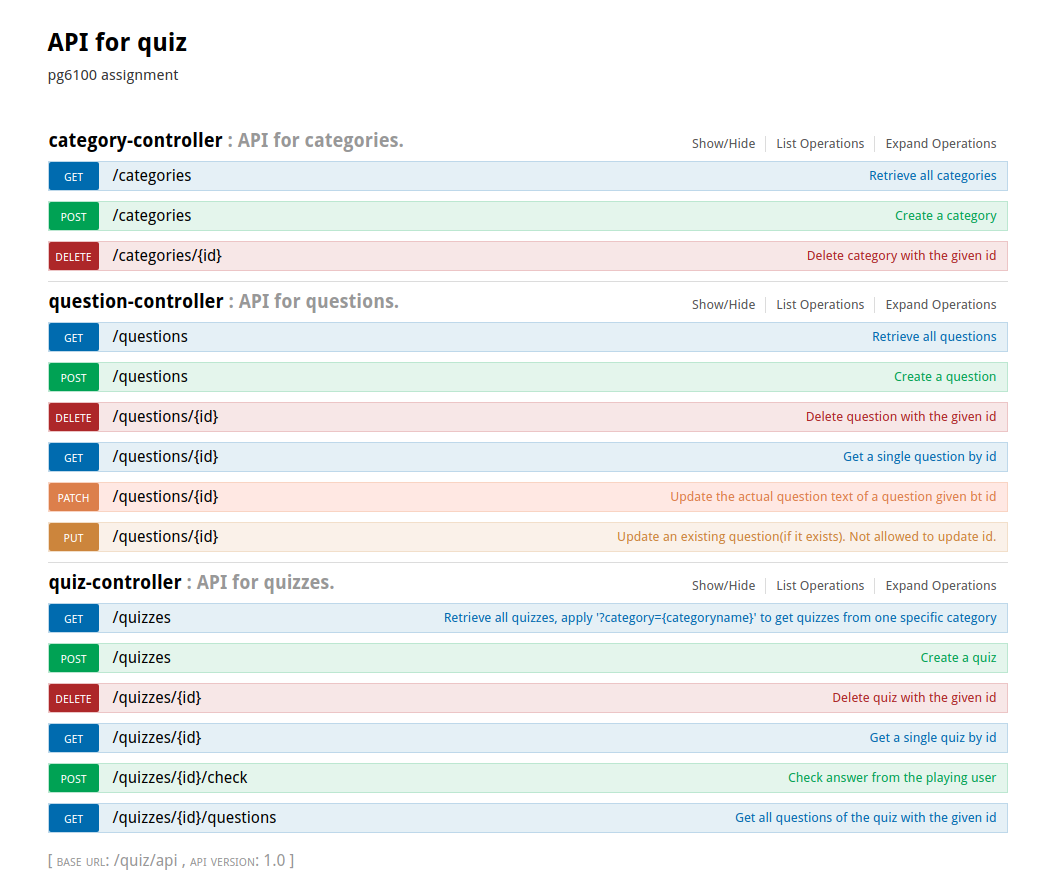 API for quiz
pg6100 assignment
category-controller : API for categories. Show/Hide List Operations Expand Operations
GET /categories Retrieve all categories
POST /categories Create a category
DELETE /categories/{id} Delete category with the given id
question-controller : API for questions. Show/Hide List Operations Expand Operations
GET /questions Retrieve all questions
POST /questions Create a question
DELETE /questions/{id} Delete question with the given id
GET /questions/{id} Get a single question by id
PATCH /questions/{id} Update the actual question text of a question given bt id
PUT /questions/{id} Update an existing question(if it exists). Not allowed to update id.
quiz-controller : API for quizzes. Show/Hide List Operations Expand Operations
GET /quizzes Retrieve all quizzes, apply '?category={categoryname}' to get quizzes from one specific category
POST /quizzes Create a quiz
DELETE /quizzes/{id} Delete quiz with the given id
GET /quizzes/{id} Get a single quiz by id
POST /quizzes/{id}/check Check answer from the playing user
GET /quizzes/{id}/questions Get all questions of the quiz with the given id
[ BASE URL: /quiz/api , API VERSION: 1.0 ]